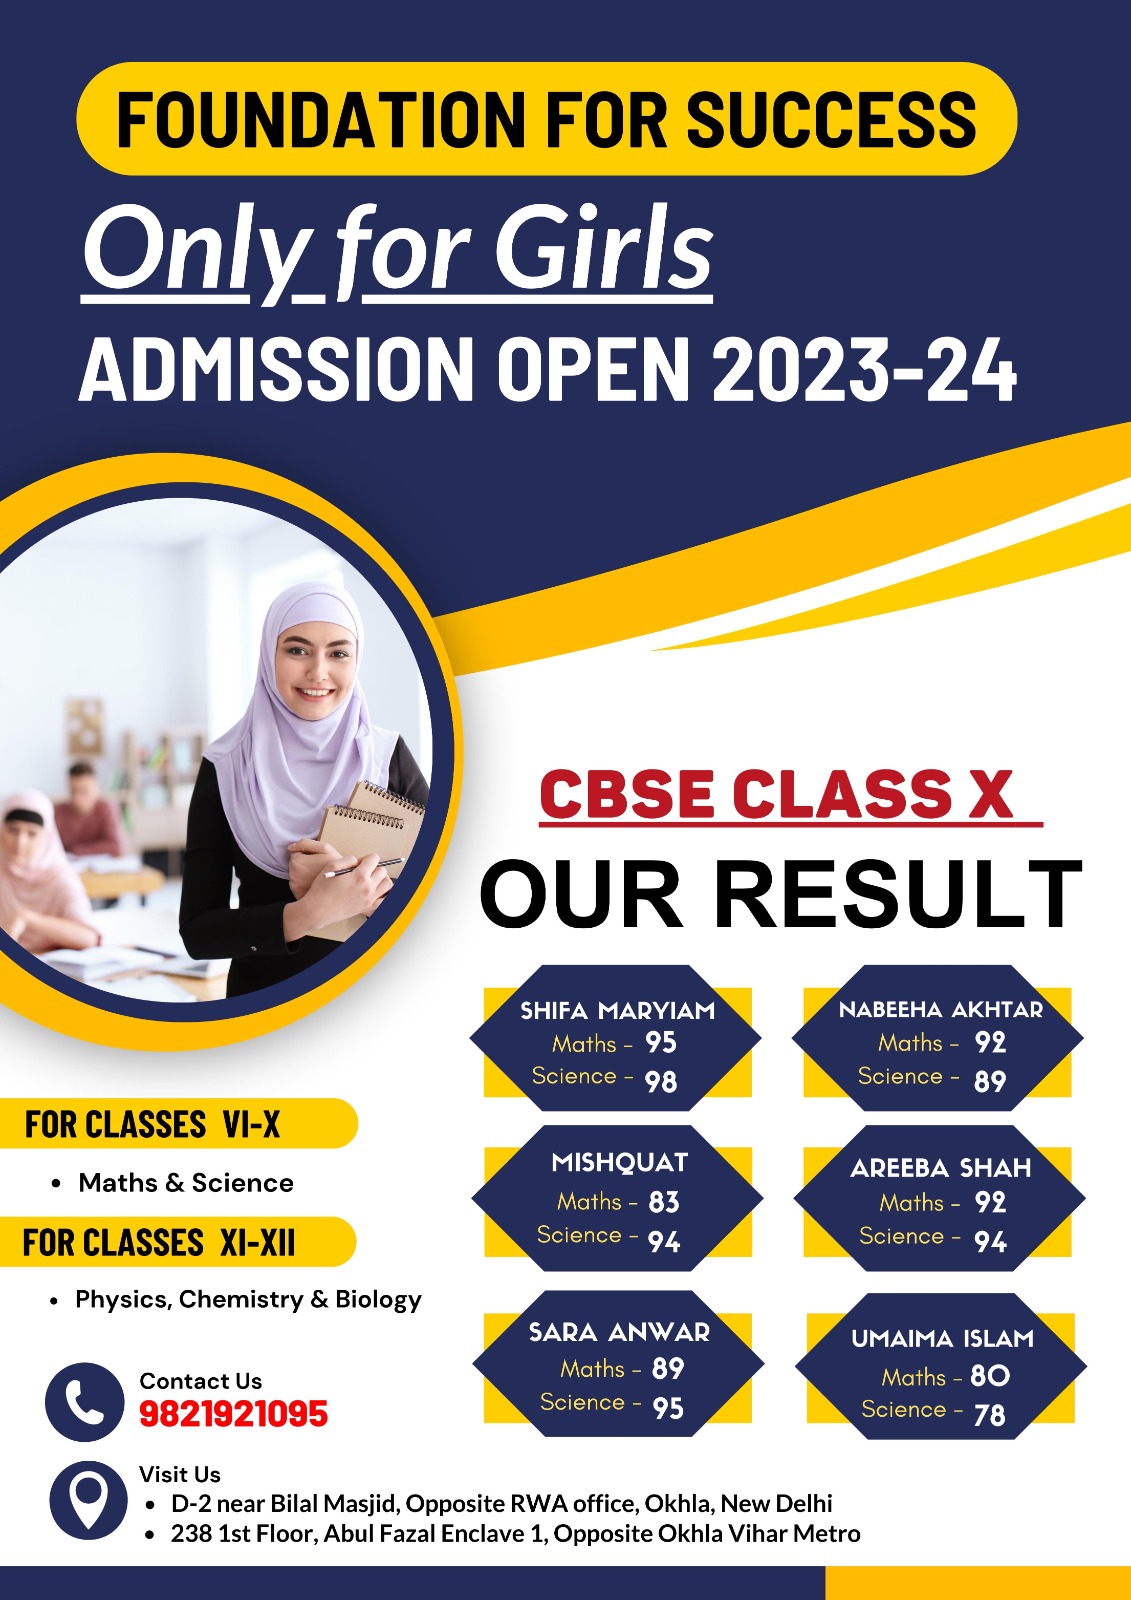 FOUNDATION FOR SUCCESS
Only for Girls
ADMISSION OPEN 2023-24
CBSE CLASS X
OUR RESULT
SHIFA MARYIAM
Maths - 95
Science - 98
NABEEHA AKHTAR
Maths - 92
Science - 89
MISHQUAT
Maths - 83
Science - 94
AREEBA SHAH
Maths - 92
Science - 94
SARA ANWAR
Maths - 89
Science - 95
UMAIMA ISLAM
Maths - 80
Science - 78
FOR CLASSES VI-X
• Maths & Science
FOR CLASSES XI-XII
• Physics, Chemistry & Biology
Contact Us
9821921095
Visit Us
• D-2 near Bilal Masjid, Opposite RWA office, Okhla, New Delhi
• 238 1st Floor, Abul Fazal Enclave 1, Opposite Okhla Vihar Metro